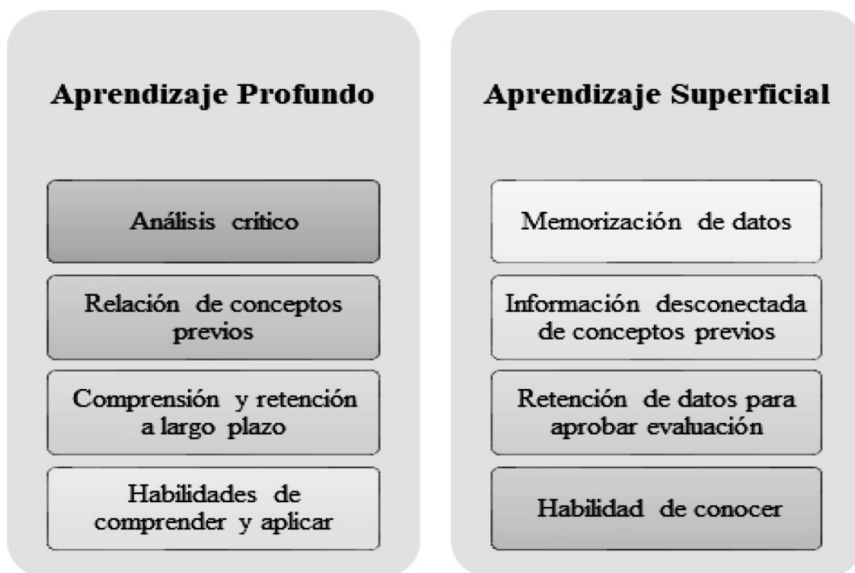 Aprendizaje Profundo
Análisis critico
Relación de conceptos
previos
Comprensión y retención
a largo plazo
Habilidades de
comprender y aplicar
Aprendizaje Superficial
Memorización de datos
Información desconectada
de conceptos previos
Retención de datos para
aprobar evaluación
Habilidad de conocer